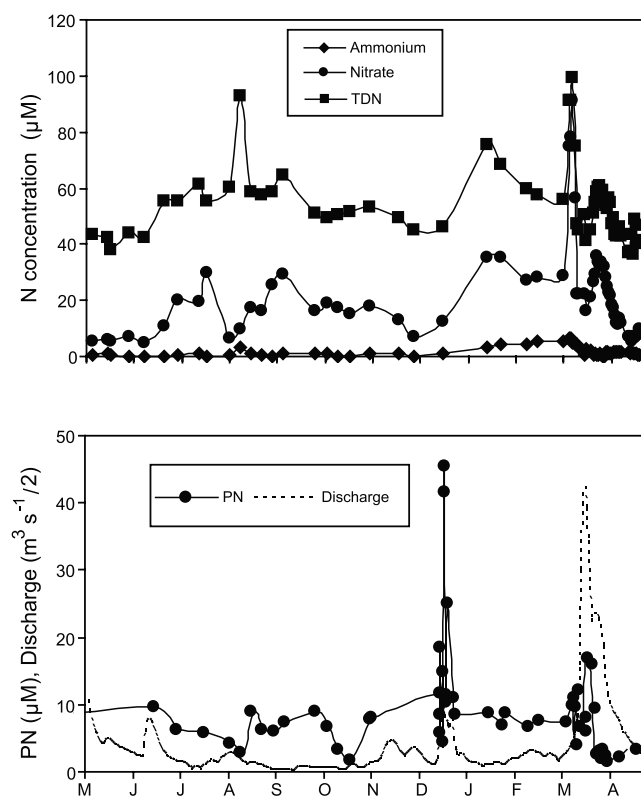 120
100
80
60
40
20
0
N concentration (µM)
Ammonium
Nitrate
TDN
50
40
30
20
10
0
PN (µM), Discharge (m³ s⁻¹/2)
PN
Discharge
M J J A S O N D J F M A